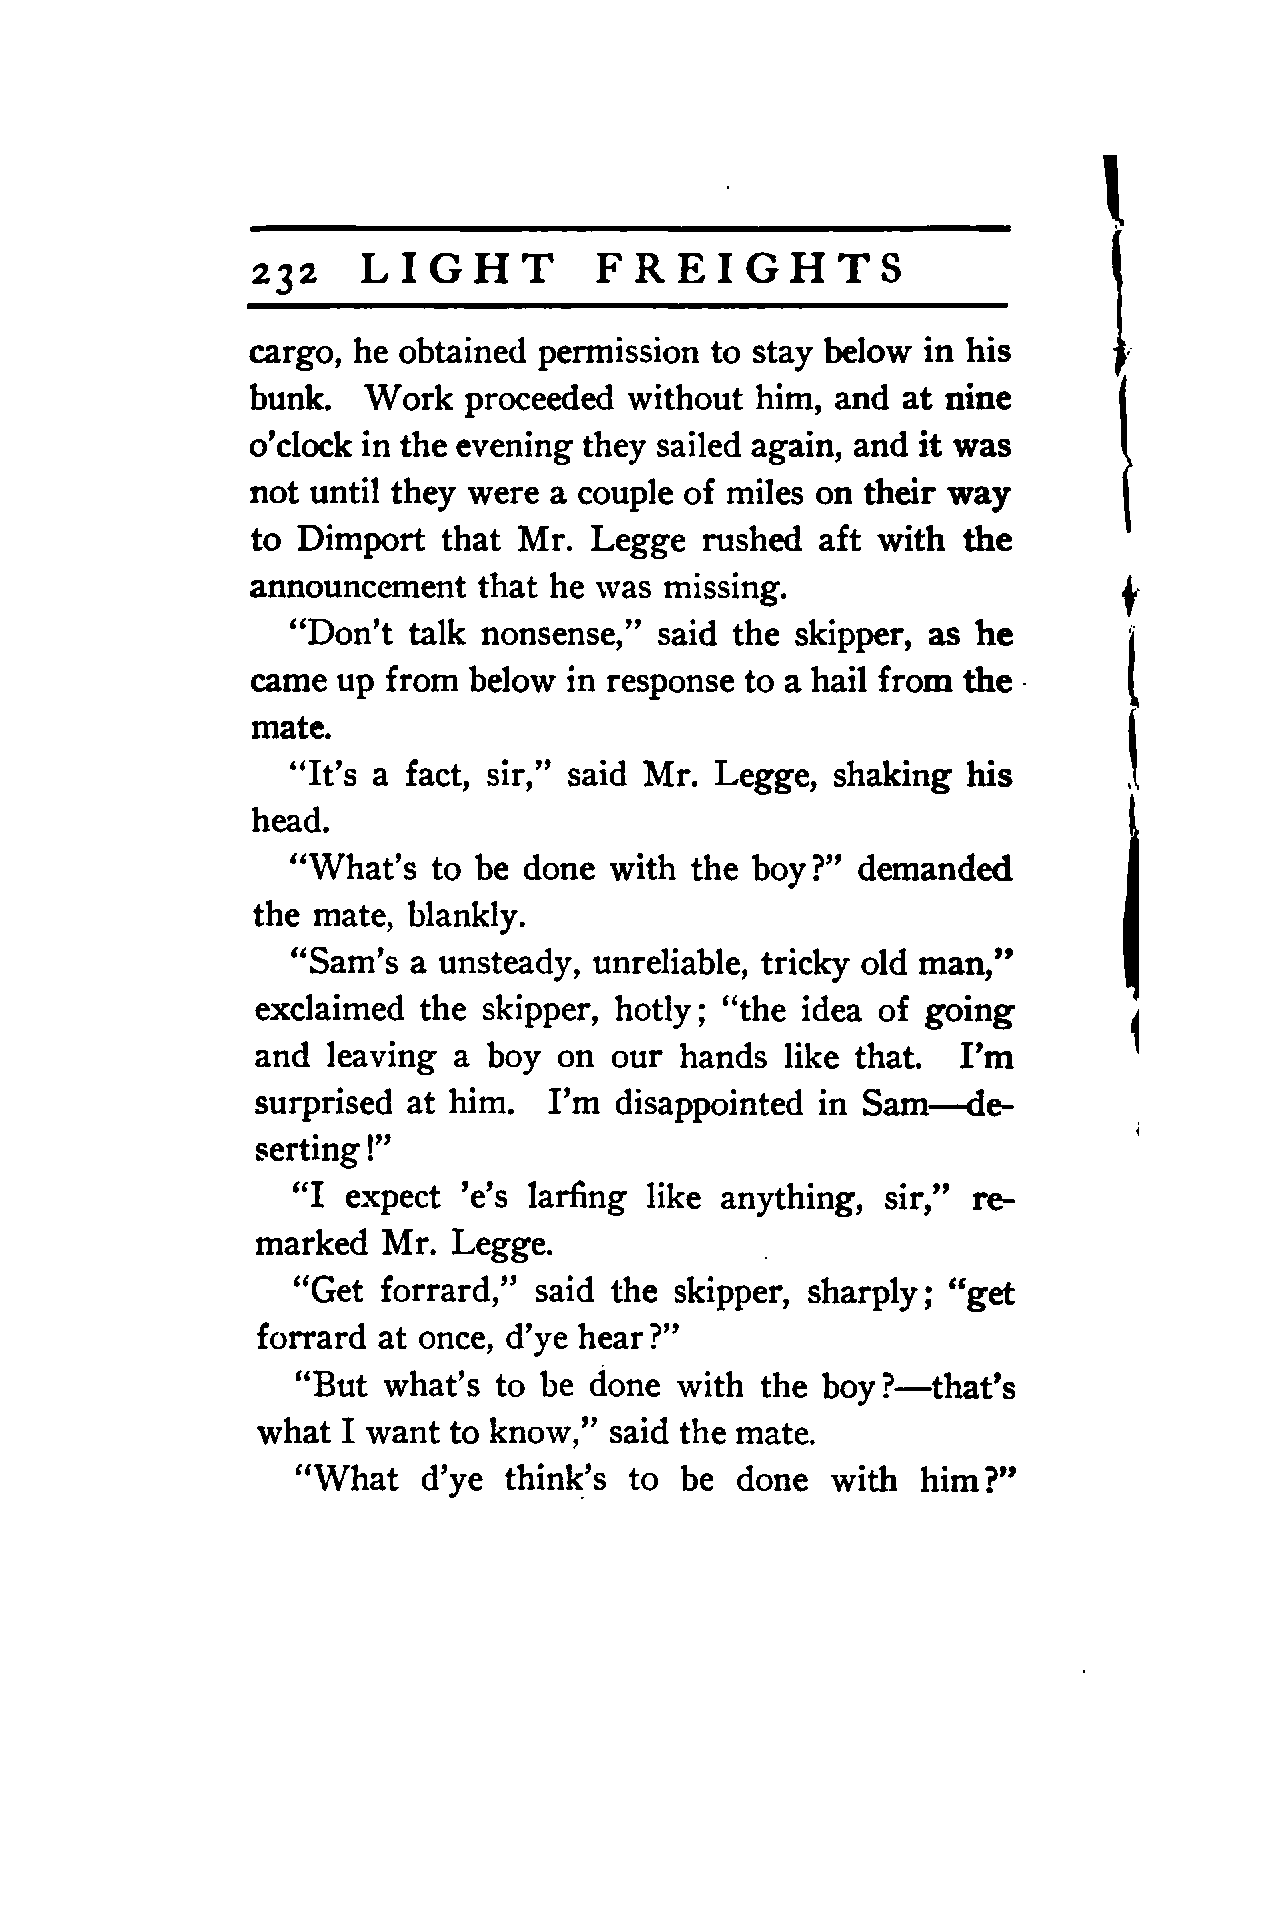 232 LIGHT FREIGHTS
cargo, he obtained permission to stay below in his
bunk. Work proceeded without him, and at nine
o'clock in the evening they sailed again, and it was
not until they were a couple of miles on their way
to Dimport that Mr. Legge rushed aft with the
announcement that he was missing.
"Don't talk nonsense," said the skipper, as he
came up from below in response to a hail from the
mate.
"It's a fact, sir," said Mr. Legge, shaking his
head.
"What's to be done with the boy?" demanded
the mate, blankly.
"Sam's a unsteady, unreliable, tricky old man,"
exclaimed the skipper, hotly; "the idea of going
and leaving a boy on our hands like that. I'm
surprised at him. I'm disappointed in Sam—de-
serting!"
"I expect 'e's larfing like anything, sir," re-
marked Mr. Legge.
"Get forrard," said the skipper, sharply; "get
forrard at once, d'ye hear?"
"But what's to be done with the boy?—that's
what I want to know," said the mate.
"What d'ye think's to be done with him?"